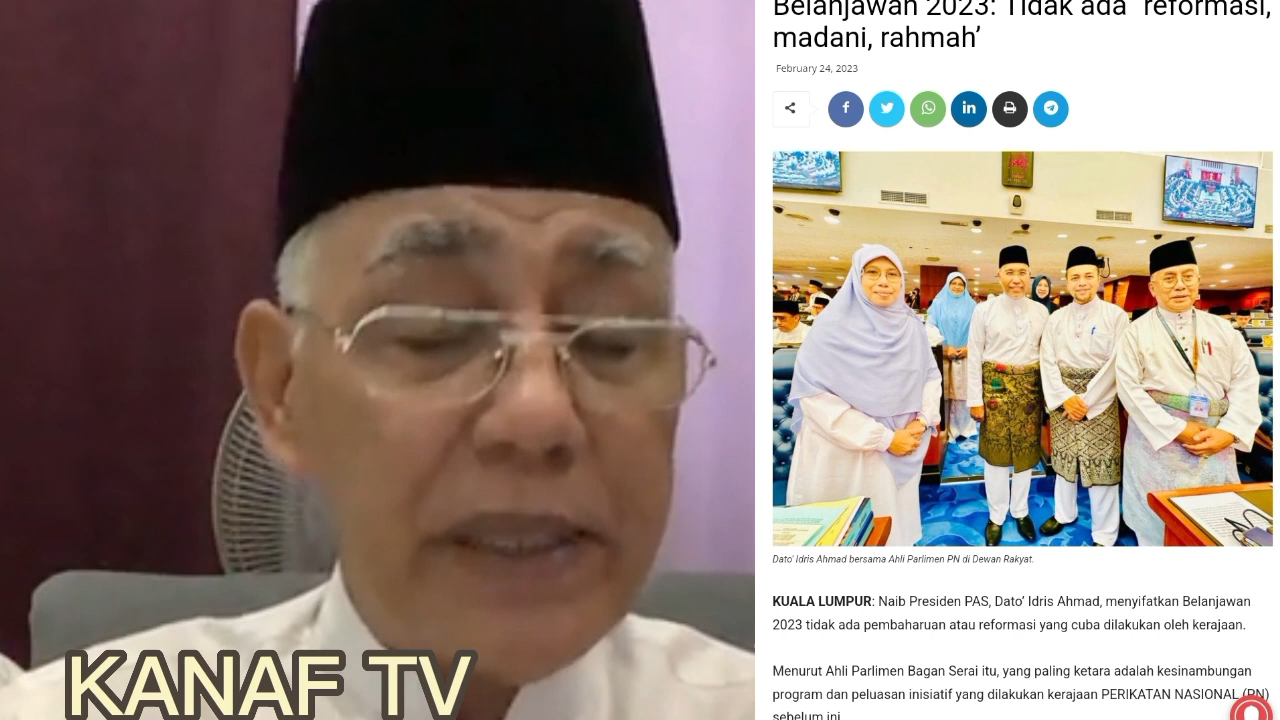 KANAF TV
Belanjawan 2023: Tidak ada 'reformasi,
madani, rahmah'
February 24, 2023
Dato' Idris Ahmad bersama Ahli Parlimen PN di Dewan Rakyat.
KUALA LUMPUR: Naib Presiden PAS, Dato' Idris Ahmad, menyifatkan Belanjawan
2023 tidak ada pembaharuan atau reformasi yang cuba dilakukan oleh kerajaan.
Menurut Ahli Parlimen Bagan Serai itu, yang paling ketara adalah kesinambungan
program dan peluasan inisiatif yang dilakukan kerajaan PERIKATAN NASIONAL (PN)
sebelum ini